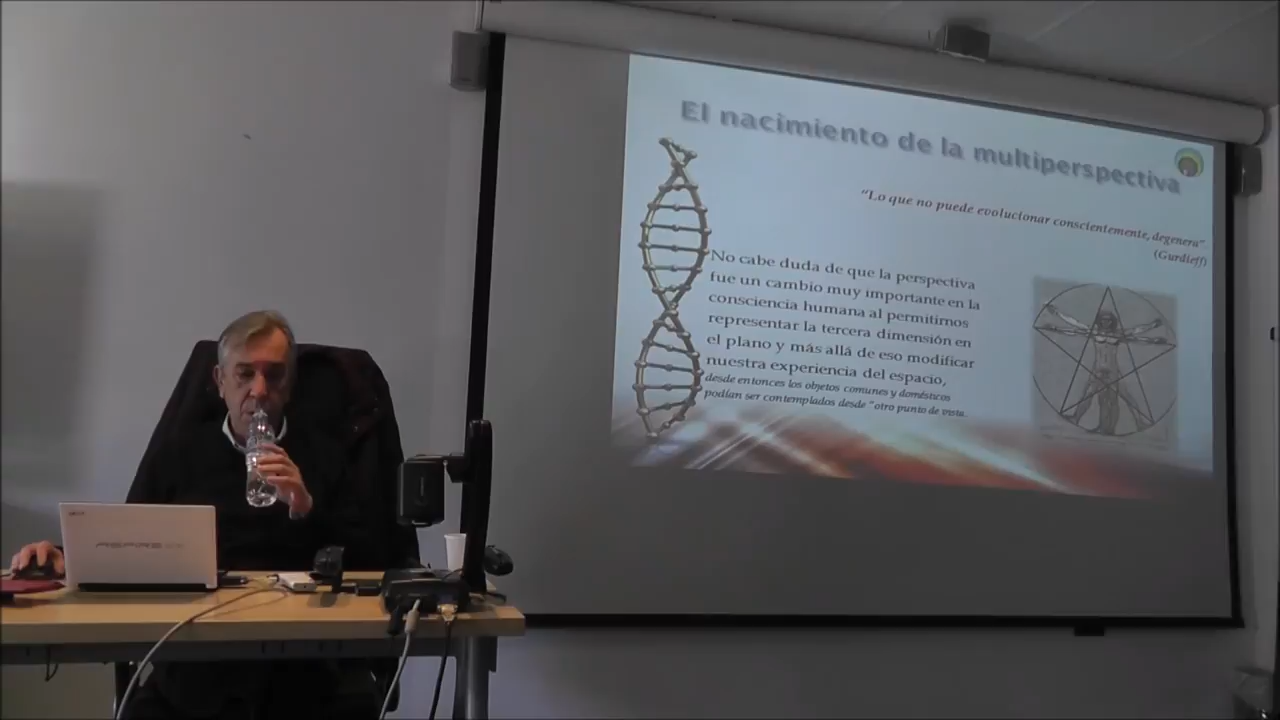 El nacimiento de la multiperspectiva
“Lo que no puede evolucionar conscientemente, degenera”.
(Gurdieff)
No cabe duda de que la perspectiva
fue un cambio muy importante en la
consciencia humana al permitirnos
representar la tercera dimensión en
el plano y más allá de eso modificar
nuestra experiencia del espacio,
desde entonces los objetos comunes y domésticos
podían ser contemplados desde “otro punto de vista.
acer
ASPIRE